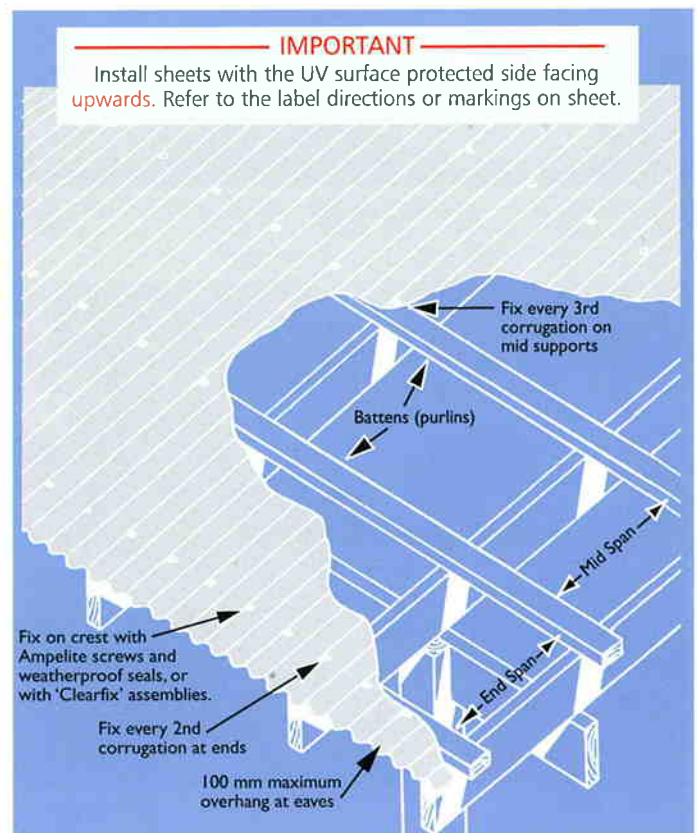 IMPORTANT
Install sheets with the UV surface protected side facing
upwards. Refer to the label directions or markings on sheet.
Fix every 3rd
corrugation on
mid supports
Battens (purlins)
Mid Span
End Span
Fix on crest with
Ampelite screws and
weatherproof seals, or
with ‘Clearfix’ assemblies.
Fix every 2nd
corrugation at ends
100 mm maximum
overhang at eaves